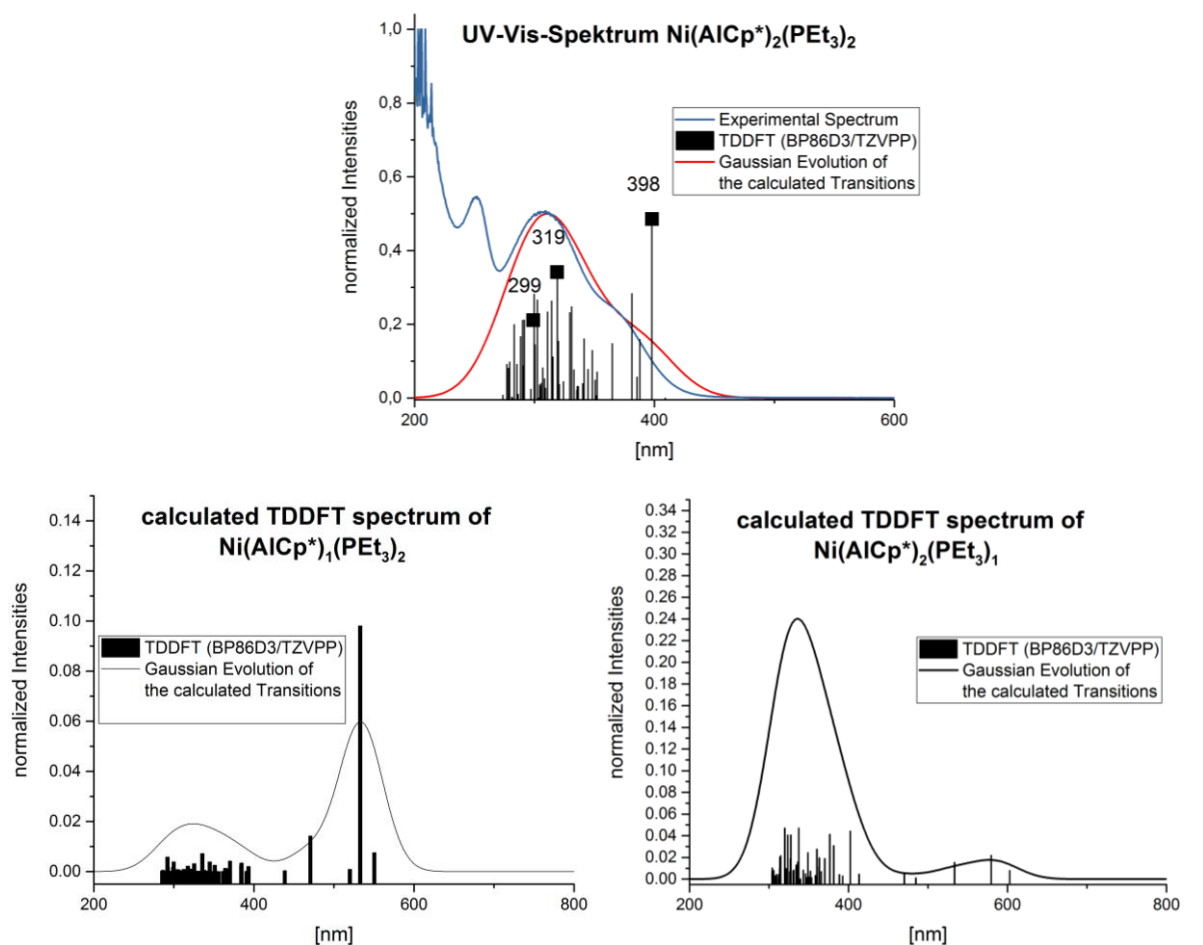 UV-Vis-Spektrum Ni(AlCp*)₂(PEt₃)₂
normalized Intensities
1,0
0,8
0,6
0,4
0,2
0,0
Experimental Spectrum
TDDFT (BP86D3/TZVPP)
Gaussian Evolution of
the calculated Transitions
398
319
299
200
400
600
[nm]
calculated TDDFT spectrum of
Ni(AlCp*)₁(PEt₃)₂
normalized Intensities
0.14
0.12
0.10
0.08
0.06
0.04
0.02
0.00
TDDFT (BP86D3/TZVPP)
Gaussian Evolution of
the calculated Transitions
200
300
400
500
600
700
800
[nm]
calculated TDDFT spectrum of
Ni(AlCp*)₂(PEt₃)₁
normalized Intensities
0.34
0.32
0.30
0.28
0.26
0.24
0.22
0.20
0.18
0.16
0.14
0.12
0.10
0.08
0.06
0.04
0.02
0.00
TDDFT (BP86D3/TZVPP)
Gaussian Evolution of
the calculated Transitions
200
400
600
800
[nm]